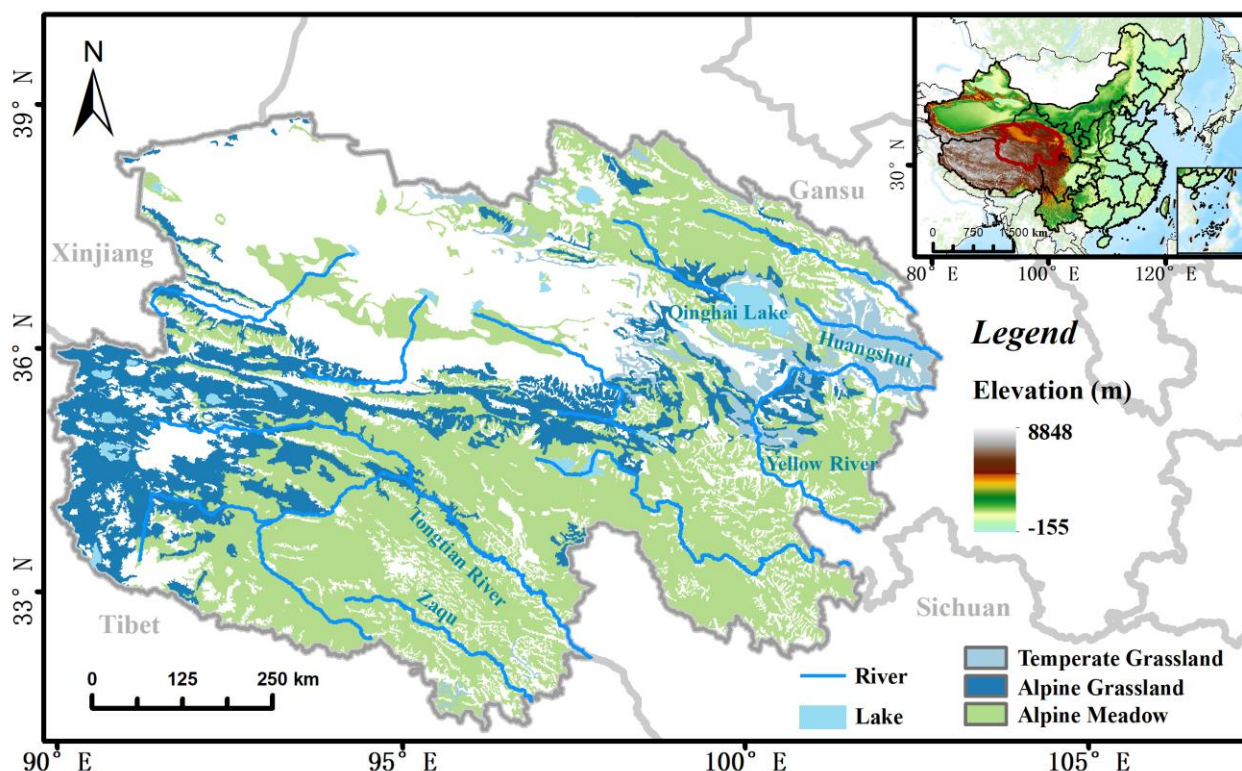 N
39° N
36° N
33° N
90° E
95° E
100° E
105° E
Xinjiang
Gansu
Tibet
Sichuan
Qinghai Lake
Huangshui
Yellow River
Tongtian River
Zaqu
0 125 250 km
30° N
0 750 1,500 km
80° E 100° E 120° E
Legend
Elevation (m)
8848
-155
River
Lake
Temperate Grassland
Alpine Grassland
Alpine Meadow